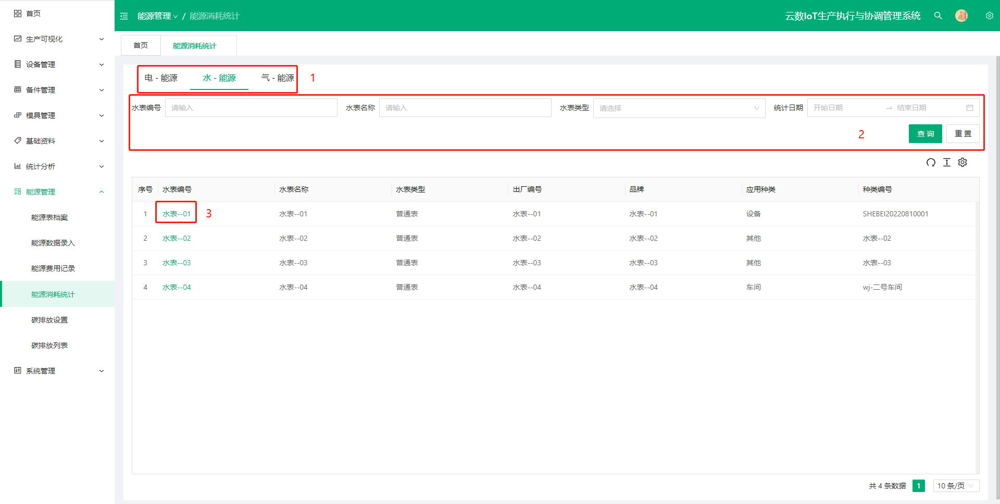 首页
生产可视化
设备管理
备件管理
模具管理
基础资料
统计分析
能源管理
能源表档案
能源数据录入
能源费用记录
能源消耗统计
碳排放设置
碳排放列表
系统管理
能源管理 / 能源消耗统计
云数IoT生产执行与协调管理系统
首页 能源消耗统计
电 - 能源 水 - 能源 气 - 能源 1
水表编号 请输入 水表名称 请输入 水表类型 请选择 统计日期 开始日期 → 结束日期
2 查 询 重 置
序号 水表编号 水表名称 水表类型 出厂编号 品牌 应用种类 种类编号
1 水表--01 3 水表--01 普通表 水表--01 水表--01 设备 SHEBEI20220810001
2 水表--02 水表--02 普通表 水表--02 水表--02 其他 水表--02
3 水表--03 水表--03 普通表 水表--03 水表--03 其他 水表--03
4 水表--04 水表--04 普通表 水表--04 水表--04 车间 wj-二号车间
共 4 条数据 1 10 条/页